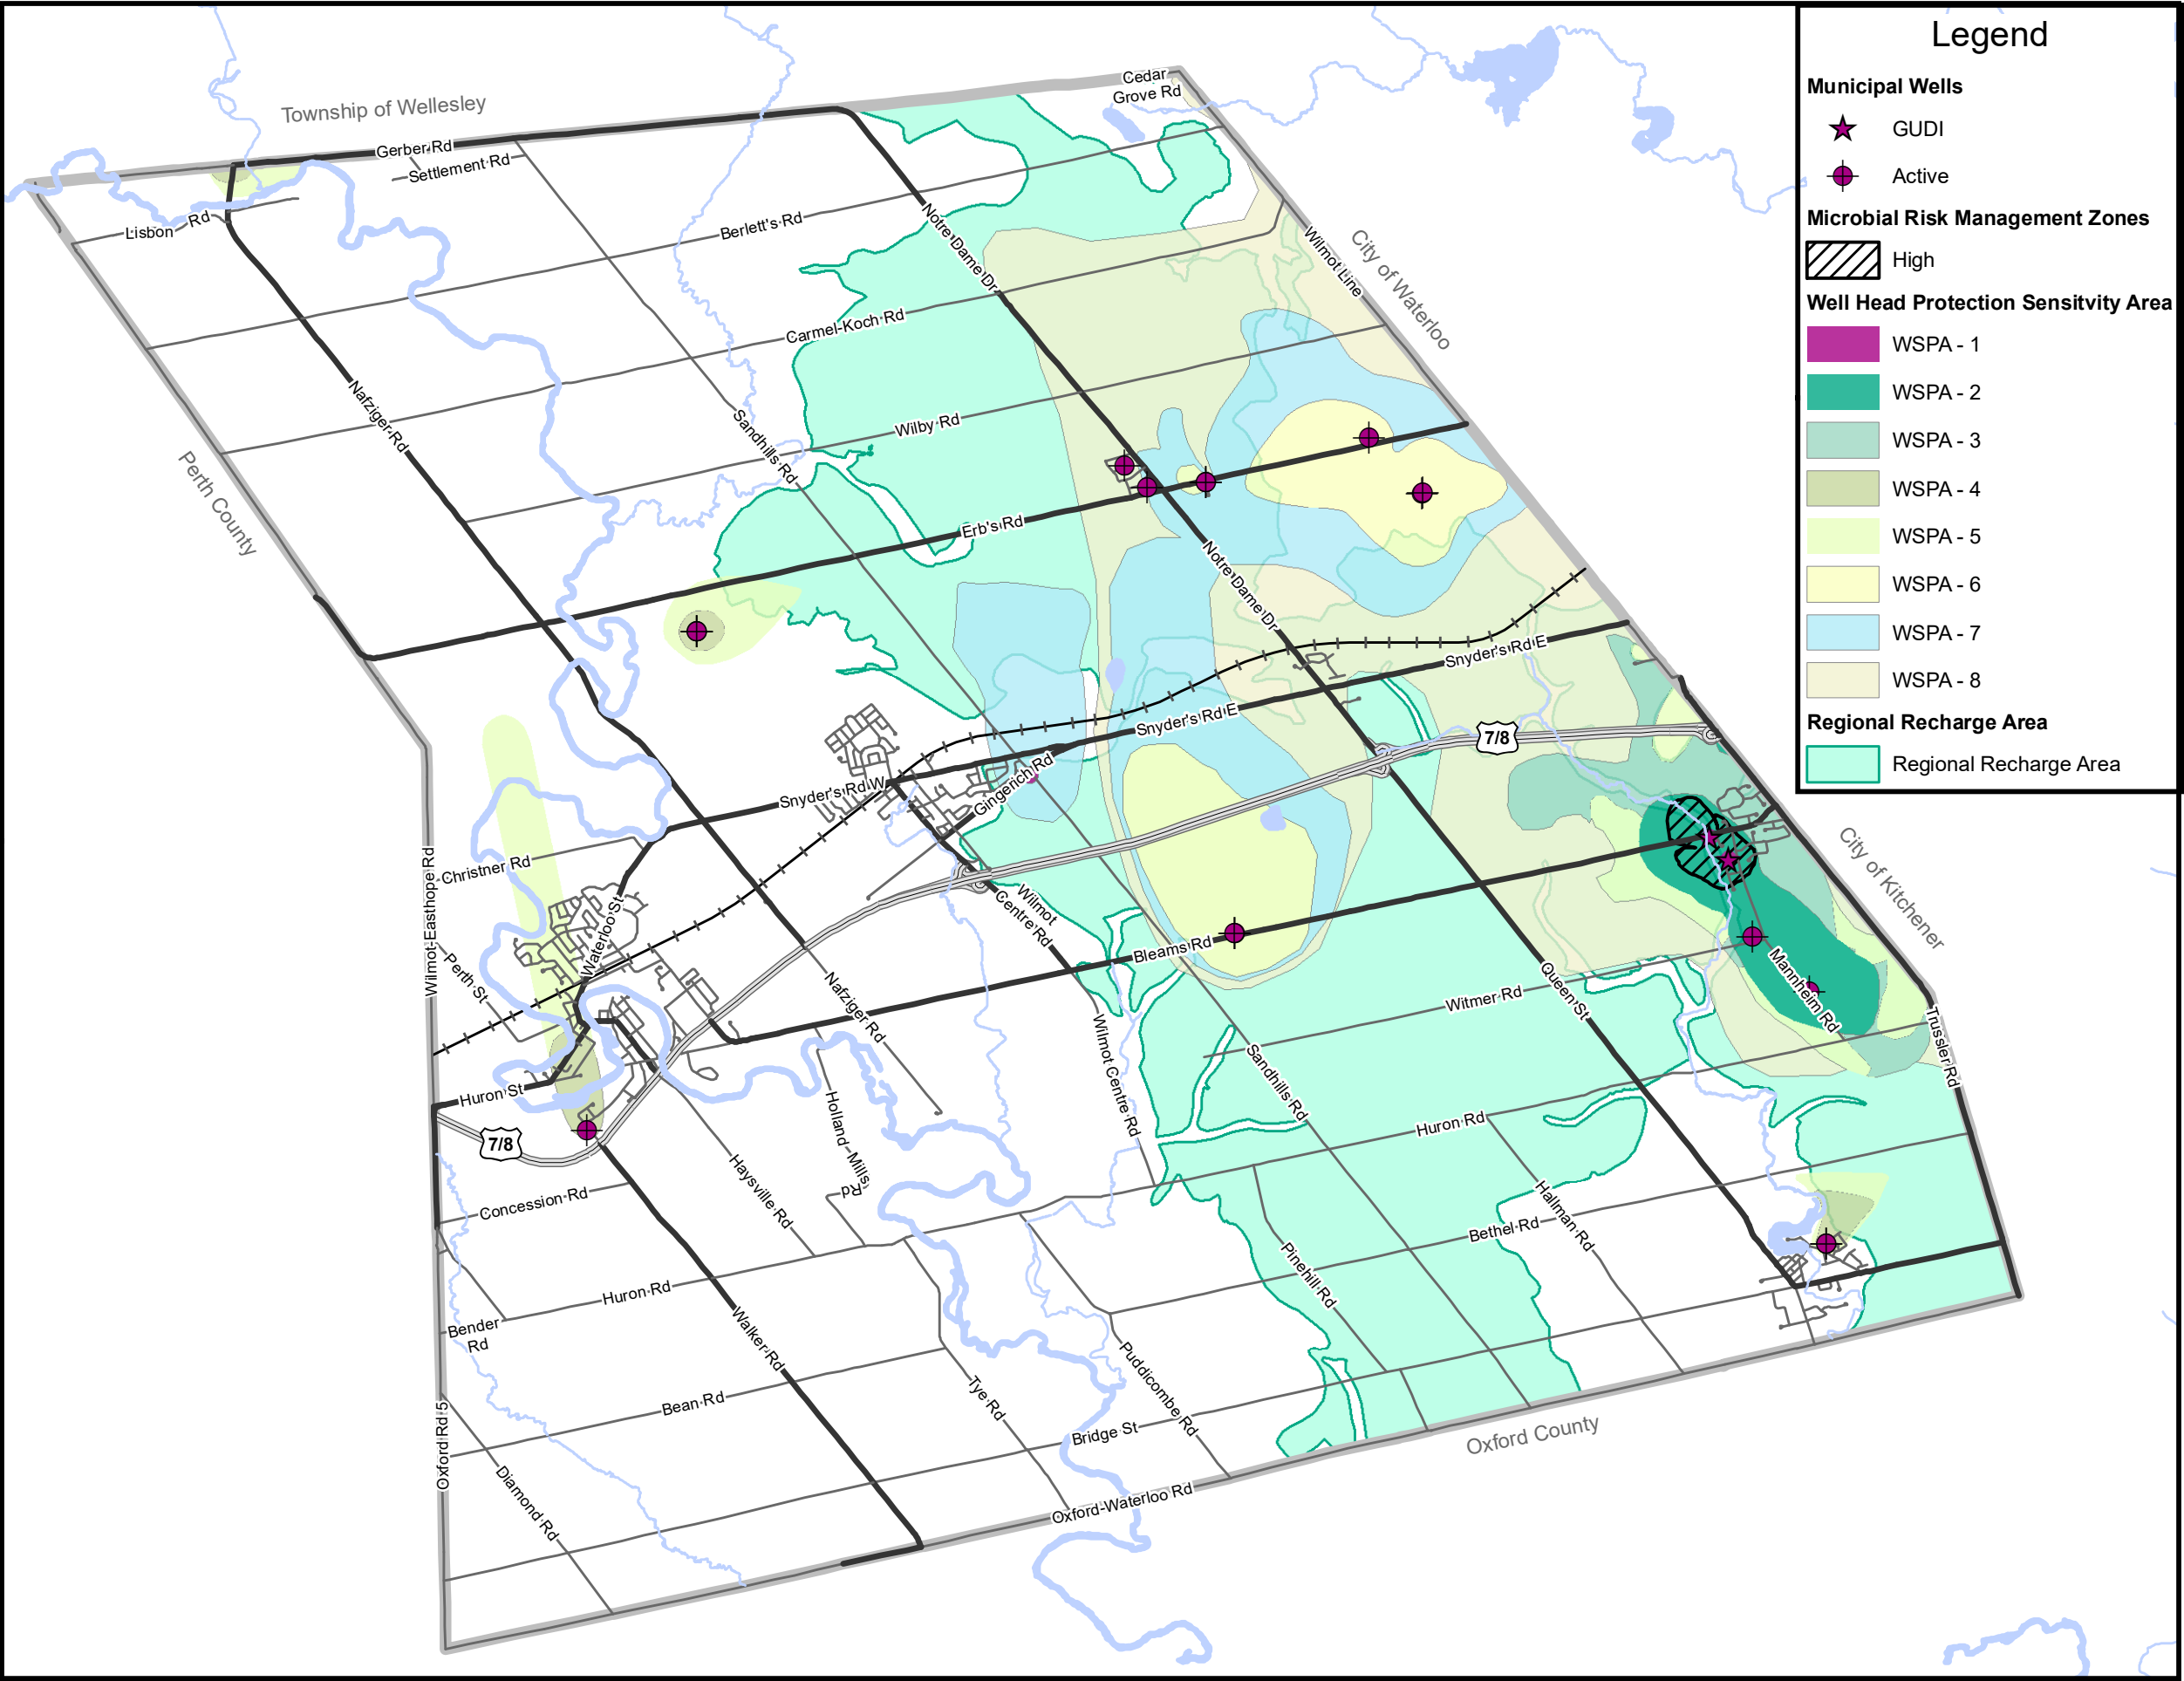 Legend
Municipal Wells
GUDI
Active
Microbial Risk Management Zones
High
Well Head Protection Sensitvity Area
WSPA - 1
WSPA - 2
WSPA - 3
WSPA - 4
WSPA - 5
WSPA - 6
WSPA - 7
WSPA - 8
Regional Recharge Area
Regional Recharge Area
Township of Wellesley
Cedar
Grove Rd
Gerber Rd
Settlement Rd
Lisbon Rd
Berlett's Rd
Notre Dame Dr
Wilmot Line
City of Waterloo
Carmel-Koch Rd
Nafziger Rd
Sandhills Rd
Wilby Rd
Perth County
Erb's Rd
Notre Dame Dr
Snyder's Rd E
Snyder's Rd E
7/8
Gingerich Rd
Snyder's Rd W
Christner Rd
Wilmot-Easthope Rd
Waterloo St
Wilmot
Centre Rd
City of Kitchener
Perth St
Bleams Rd
Nafziger Rd
Queen St
Mannheim Rd
Witmer Rd
Trussler Rd
Wilmot Centre Rd
Sandhills Rd
Huron St
Holland Mills
Rd
Huron Rd
7/8
Haysville Rd
Concession Rd
Hallman Rd
Bethel Rd
Pinehill Rd
Huron Rd
Bender
Rd
Walker Rd
Puddicombe Rd
Tye Rd
Bean Rd
Bridge St
Oxford County
Oxford Rd 5
Diamond Rd
Oxford-Waterloo Rd